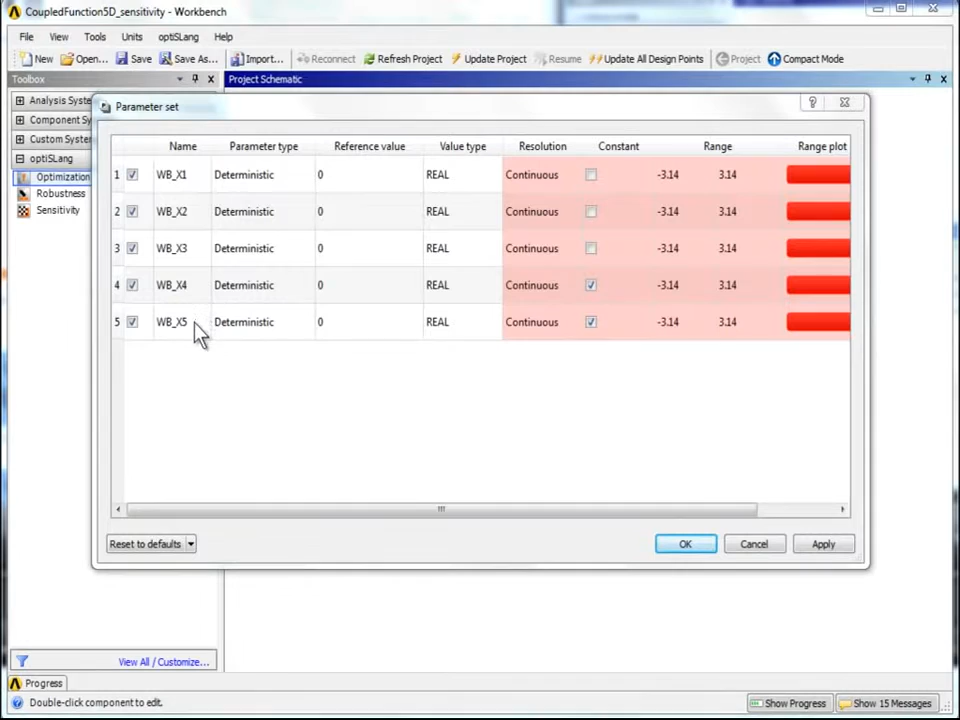 CoupledFunction5D_sensitivity - Workbench
File View Tools Units optiSLang Help
New Open... Save Save As... Import... Reconnect Refresh Project Update Project Resume Update All Design Points Project Compact Mode
Toolbox
Project Schematic
Analysis Syste
Component Sy
Custom System
optiSLang
Optimization
Robustness
Sensitivity
Parameter set
Name Parameter type Reference value Value type Resolution Constant Range Range plot
1 WB_X1 Deterministic 0 REAL Continuous -3.14 3.14
2 WB_X2 Deterministic 0 REAL Continuous -3.14 3.14
3 WB_X3 Deterministic 0 REAL Continuous -3.14 3.14
4 WB_X4 Deterministic 0 REAL Continuous -3.14 3.14
5 WB_X5 Deterministic 0 REAL Continuous -3.14 3.14
Reset to defaults OK Cancel Apply
View All / Customize...
Progress
Double-click component to edit. Show Progress Show 15 Messages